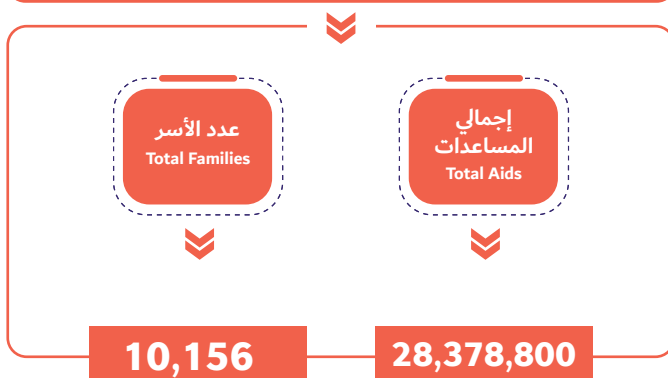 إجمالي
المساعدات
Total Aids
28,378,800
عدد الأسر
Total Families
10,156